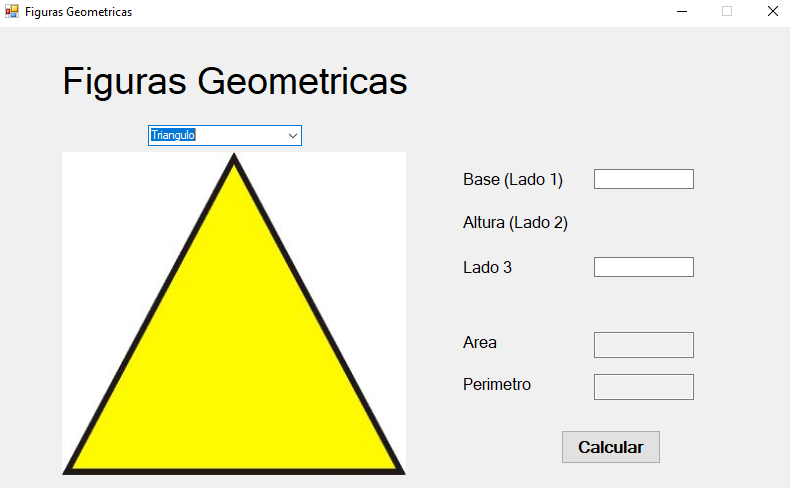 Figuras Geometricas
Figuras Geometricas
Triangulo
Base (Lado 1)
Altura (Lado 2)
Lado 3
Area
Perimetro
Calcular